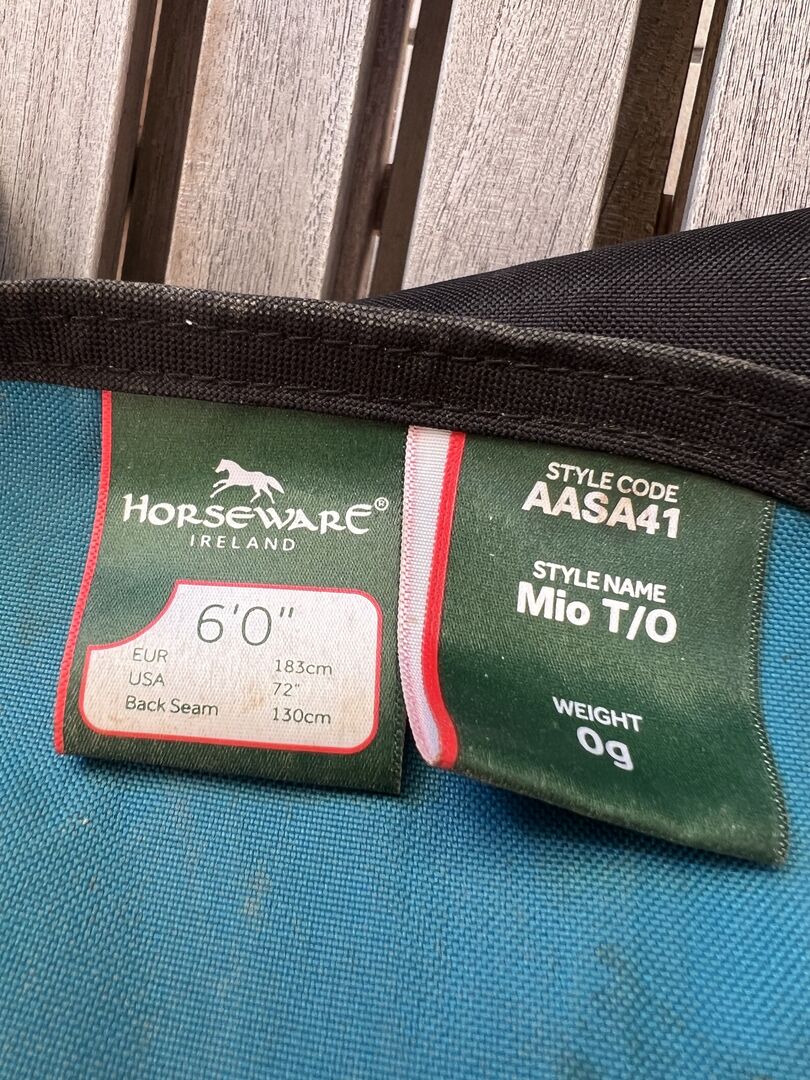 HORSEWARE®
IRELAND
6'0"
EUR 183cm
USA 72"
Back Seam 130cm
STYLE CODE
AASA41
STYLE NAME
Mio T/O
WEIGHT
0g